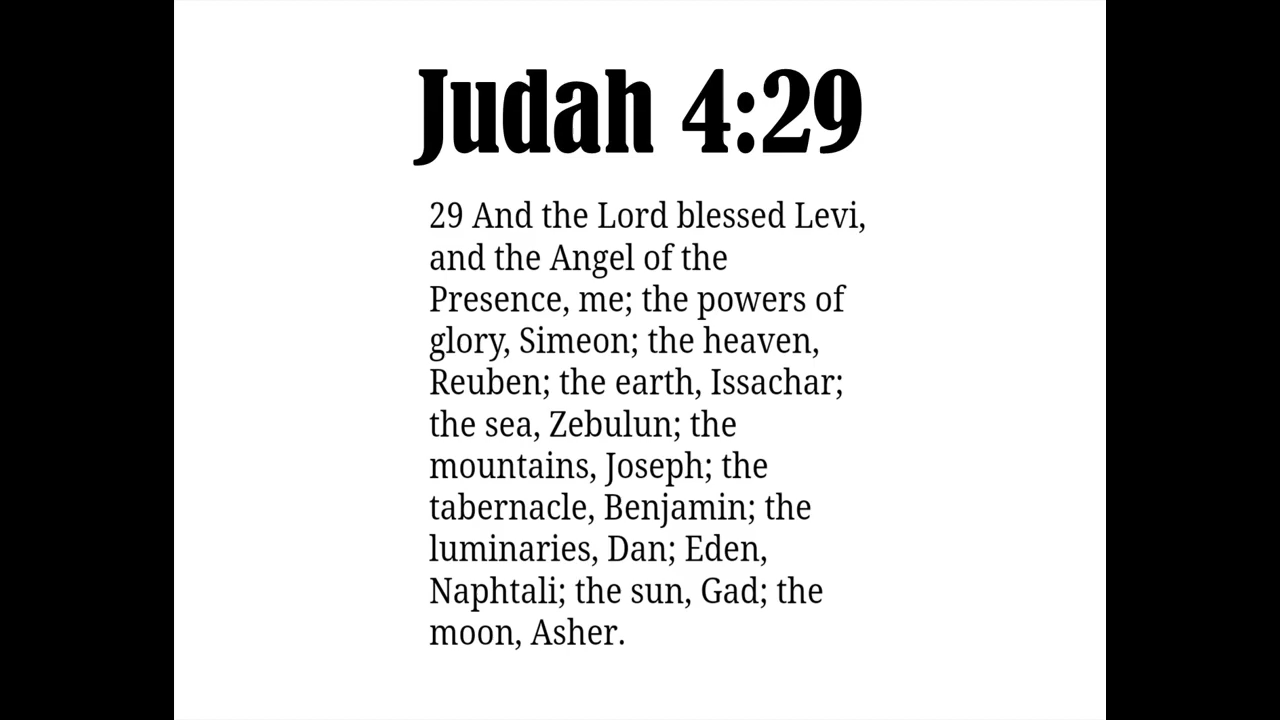 Judah 4:29
29 And the Lord blessed Levi,
and the Angel of the
Presence, me; the powers of
glory, Simeon; the heaven,
Reuben; the earth, Issachar;
the sea, Zebulun; the
mountains, Joseph; the
tabernacle, Benjamin; the
luminaries, Dan; Eden,
Naphtali; the sun, Gad; the
moon, Asher.